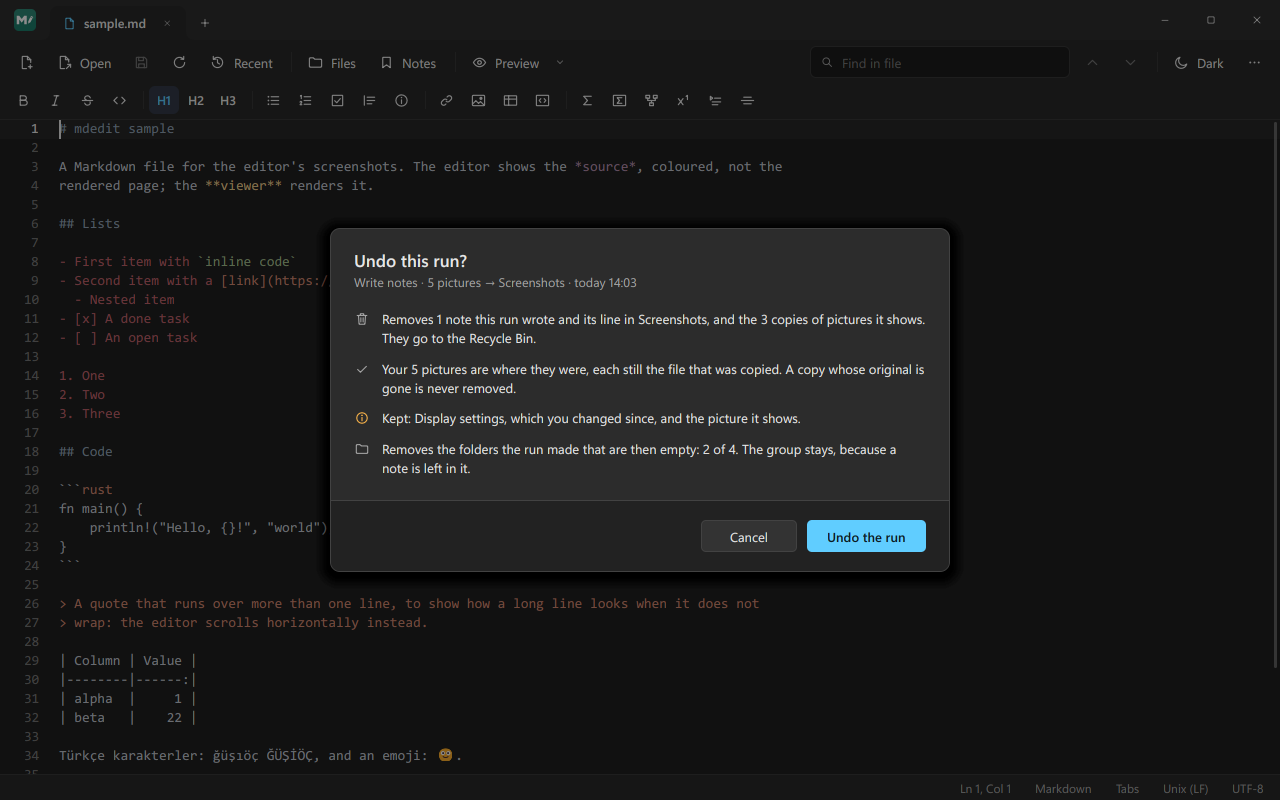 M
sample.md
Open
Recent
Files
Notes
Preview
Find in file
Dark
B I S <> H1 H2 H3
1 # mdedit sample
2
3 A Markdown file for the editor's screenshots. The editor shows the *source*, coloured, not the
4 rendered page; the **viewer** renders it.
5
6 ## Lists
7
8 - First item with `inline code`
9 - Second item with a [link](https:/
10 - Nested item
11 - [x] A done task
12 - [ ] An open task
13
14 1. One
15 2. Two
16 3. Three
17
18 ## Code
19
20 ```rust
21 fn main() {
22 println!("Hello, {}!", "world")
23 }
24 ```
25
26 > A quote that runs over more than one line, to show how a long line looks when it does not
27 > wrap: the editor scrolls horizontally instead.
28
29 | Column | Value |
30 |--------|------:|
31 | alpha | 1 |
32 | beta | 22 |
33
34 Türkçe karakterler: ğüşıöç ĞÜŞİÖÇ, and an emoji: 🙂.
35
Undo this run?
Write notes · 5 pictures → Screenshots · today 14:03
Removes 1 note this run wrote and its line in Screenshots, and the 3 copies of pictures it shows.
They go to the Recycle Bin.
Your 5 pictures are where they were, each still the file that was copied. A copy whose original is
gone is never removed.
Kept: Display settings, which you changed since, and the picture it shows.
Removes the folders the run made that are then empty: 2 of 4. The group stays, because a
note is left in it.
Cancel
Undo the run
Ln 1, Col 1
Markdown
Tabs
Unix (LF)
UTF-8